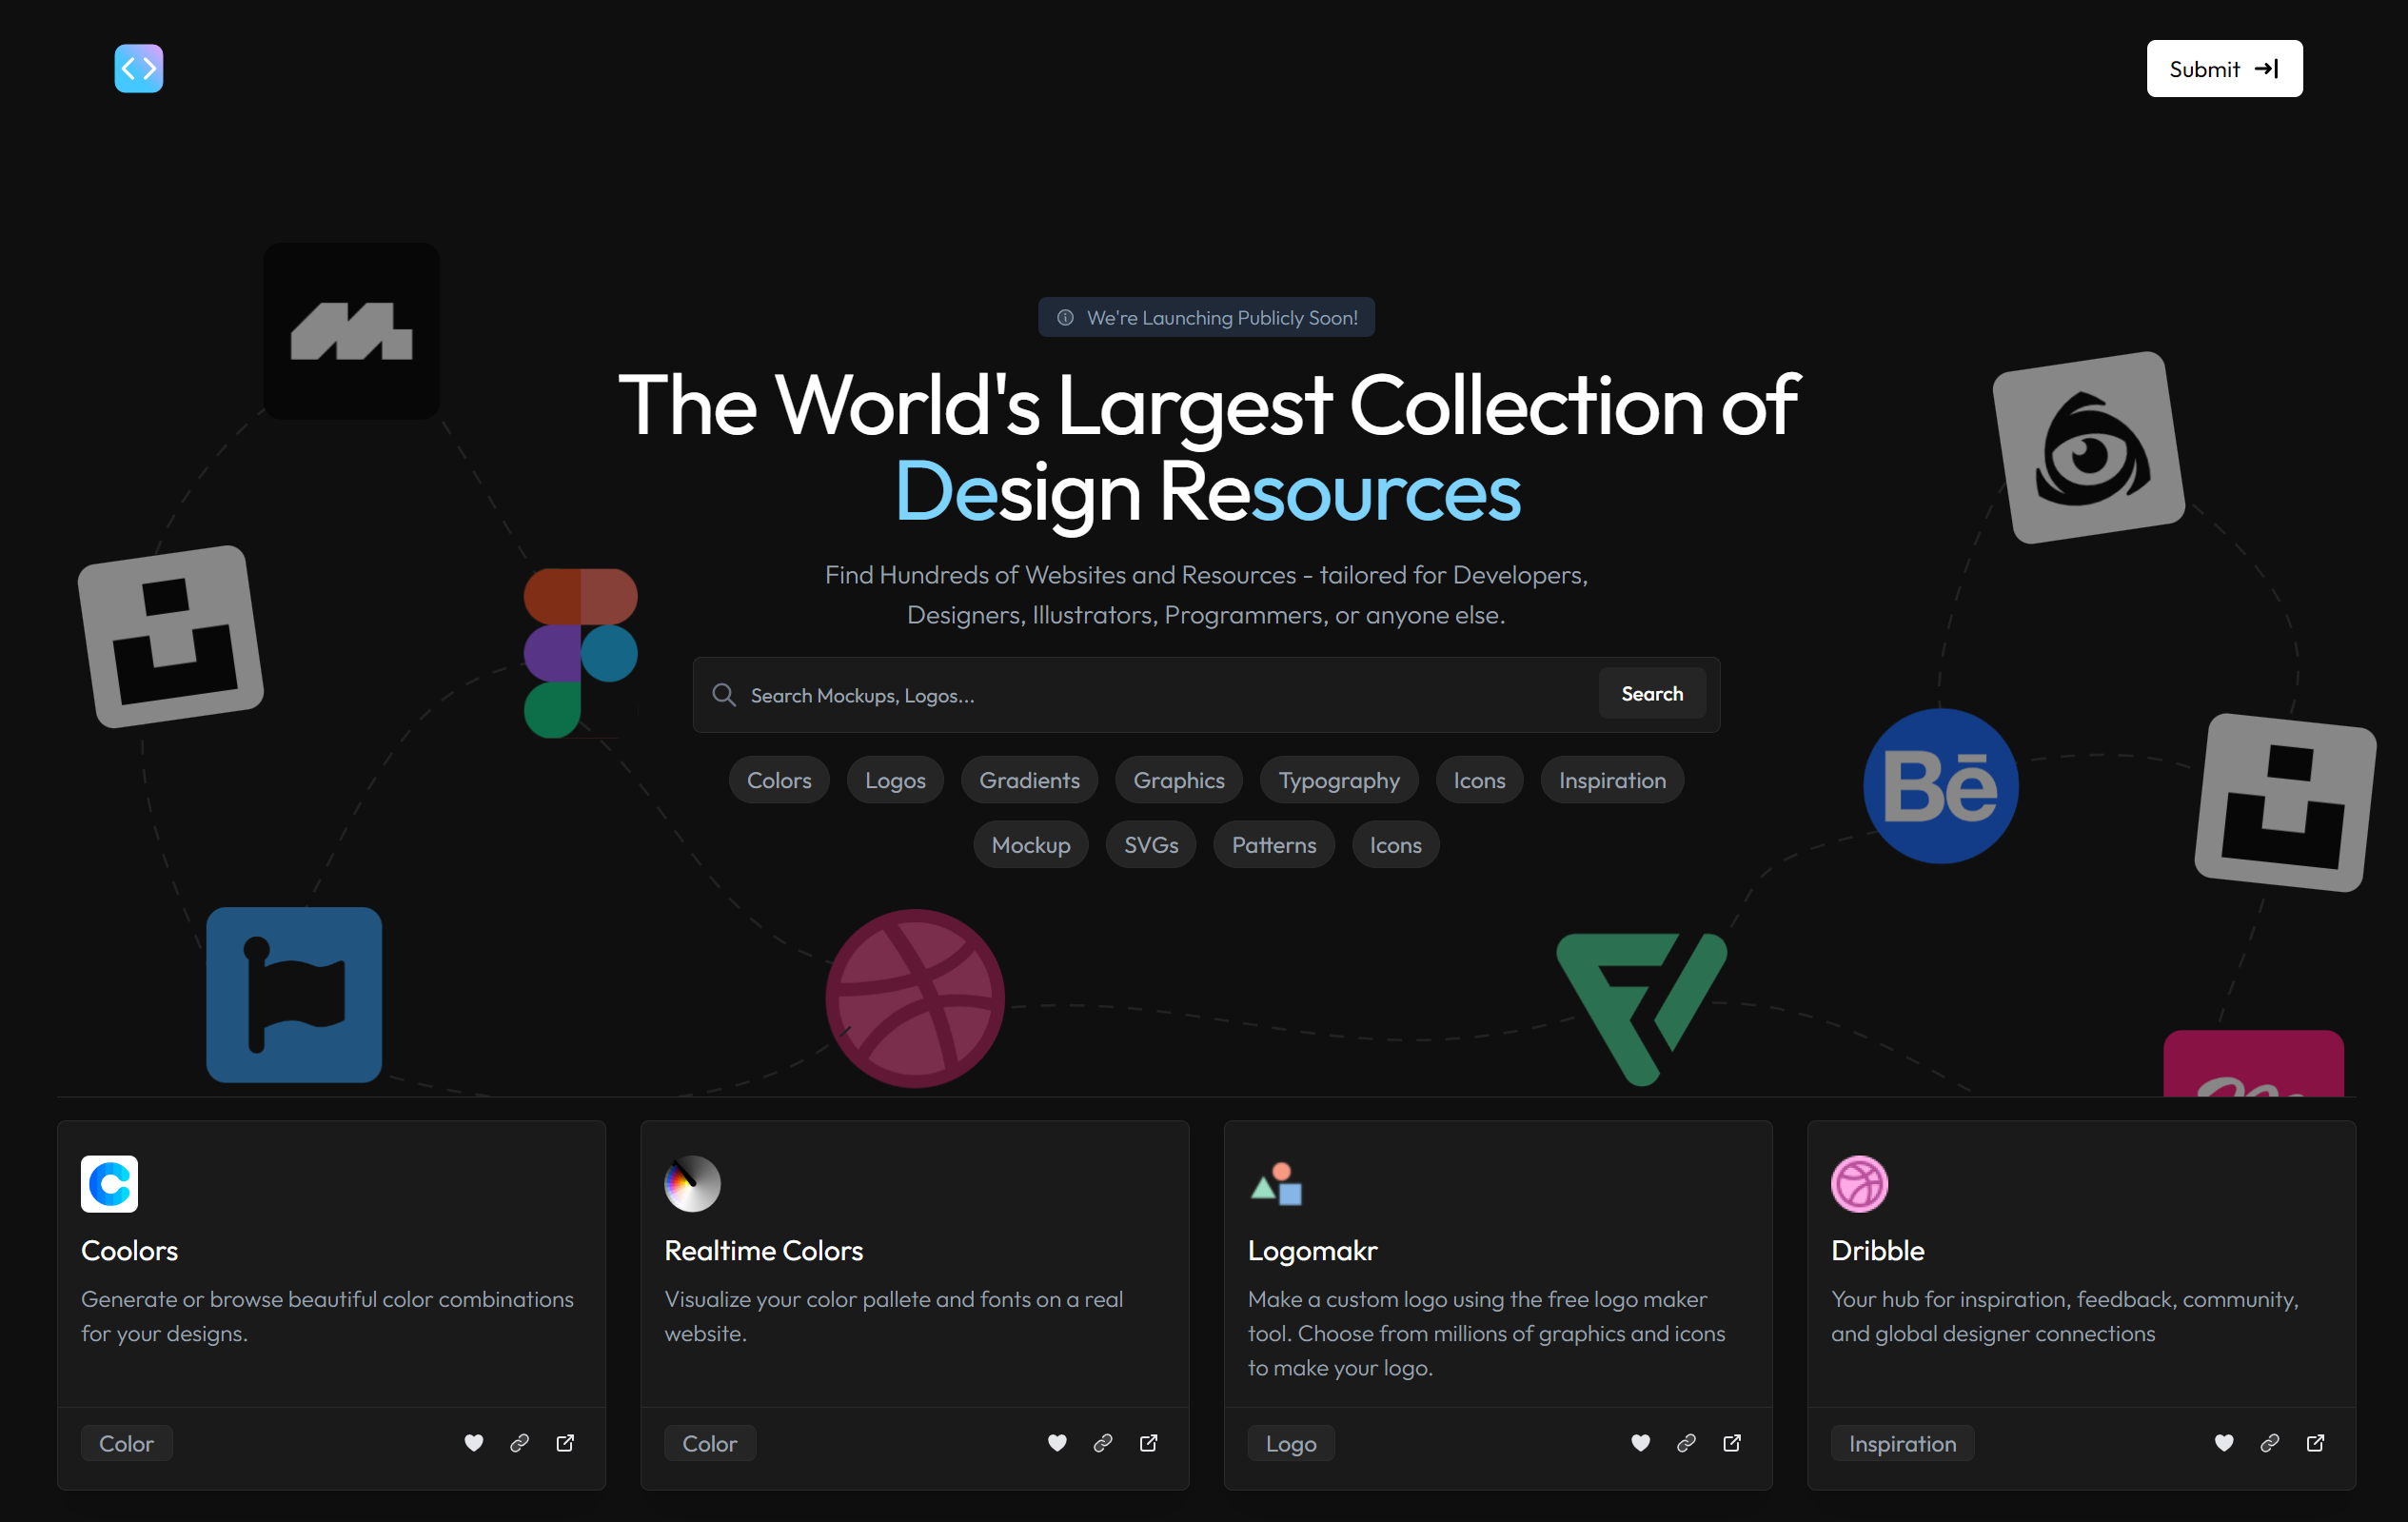 Submit
We're Launching Publicly Soon!
The World's Largest Collection of
Design Resources
Find Hundreds of Websites and Resources - tailored for Developers,
Designers, Illustrators, Programmers, or anyone else.
Search Mockups, Logos...
Search
Colors
Logos
Gradients
Graphics
Typography
Icons
Inspiration
Mockup
SVGs
Patterns
Icons
Bē
Coolors
Generate or browse beautiful color combinations
for your designs.
Color
Realtime Colors
Visualize your color pallete and fonts on a real
website.
Color
Logomakr
Make a custom logo using the free logo maker
tool. Choose from millions of graphics and icons
to make your logo.
Logo
Dribble
Your hub for inspiration, feedback, community,
and global designer connections
Inspiration